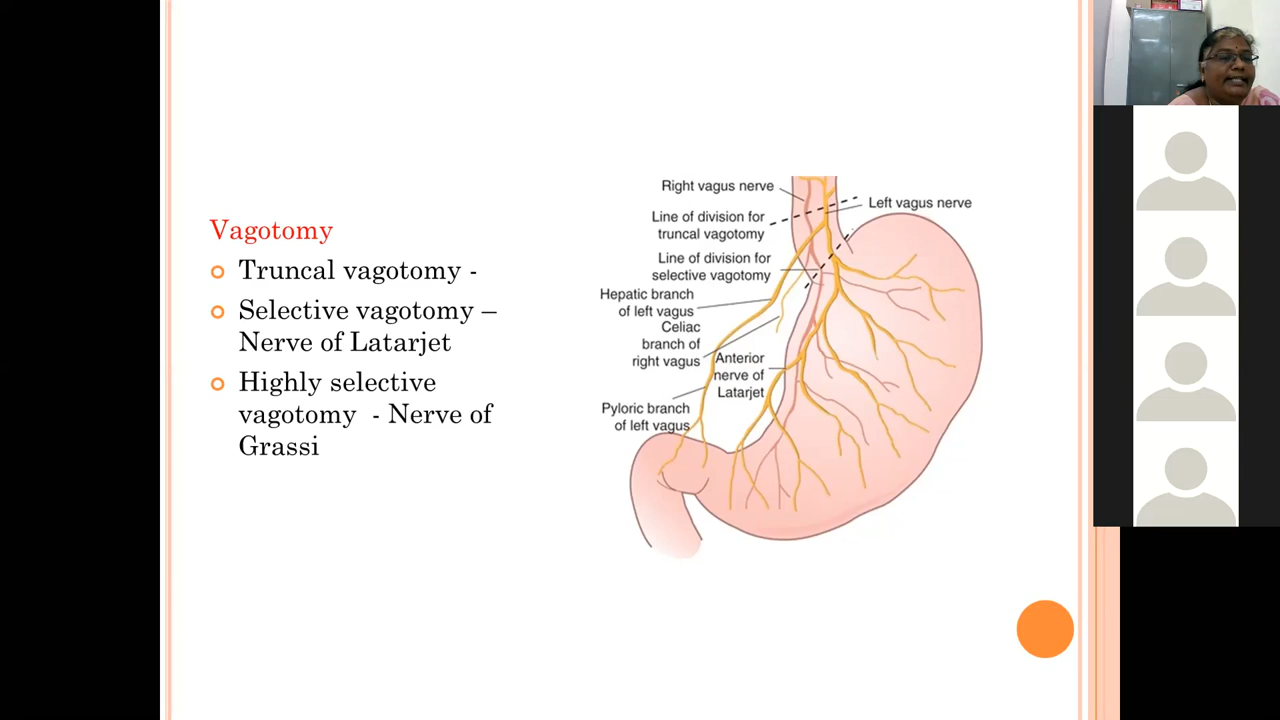 Vagotomy
Truncal vagotomy -
Selective vagotomy –
Nerve of Latarjet
Highly selective
vagotomy - Nerve of
Grassi
Right vagus nerve
Left vagus nerve
Line of division for
truncal vagotomy
Line of division for
selective vagotomy
Hepatic branch
of left vagus
Celiac
branch of
right vagus
Anterior
nerve of
Latarjet
Pyloric branch
of left vagus